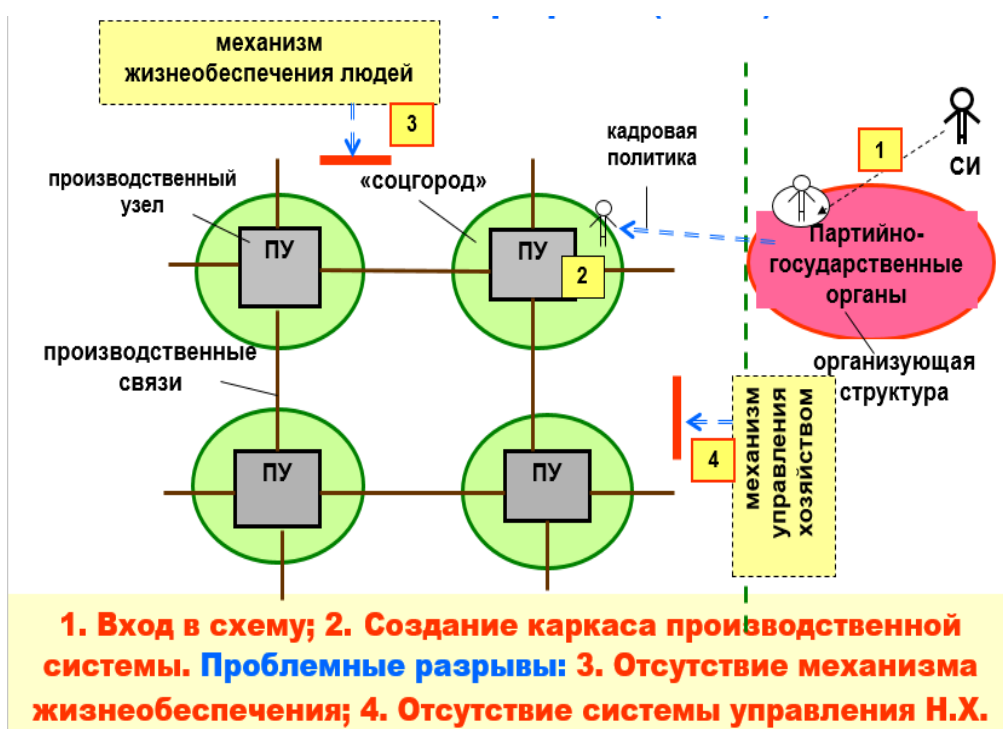 механизм
жизнеобеспечения людей
3
кадровая
политика
1
СИ
производственный
узел
«соцгород»
ПУ
ПУ
2
Партийно-
государственные
органы
производственные
связи
организующая
структура
механизм
управления
хозяйством
4
ПУ
ПУ
1. Вход в схему; 2. Создание каркаса производственной
системы. Проблемные разрывы: 3. Отсутствие механизма
жизнеобеспечения; 4. Отсутствие системы управления Н.Х.